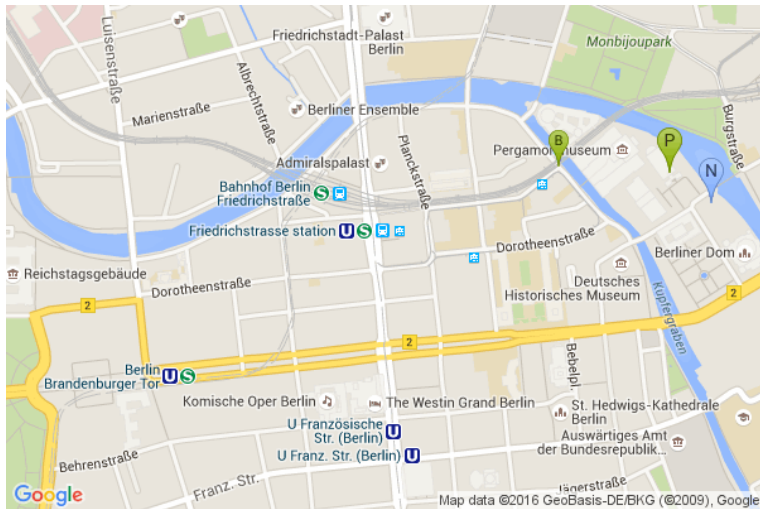 Luisenstraße
Friedrichstadt-Palast
Berlin
Monbijoupark
Albrechtstraße
Marienstraße
Berliner Ensemble
Burgstraße
Planckstraße
B
P
N
Pergamonmuseum
Admiralspalast
Bahnhof Berlin
Friedrichstraße
S
Friedrichstrasse station
U
S
Dorotheenstraße
Berliner Dom
Reichstagsgebäude
Dorotheenstraße
Deutsches
Historisches Museum
Kupfergraben
2
2
2
Berlin
Brandenburger Tor
U
S
Bebelpl.
Komische Oper Berlin
The Westin Grand Berlin
St. Hedwigs-Kathedrale
Berlin
U Französische
Str. (Berlin)
U
U Franz. Str. (Berlin)
U
Auswärtiges Amt
der Bundesrepublik...
Behrenstraße
Franz. Str.
Jägerstraße
Google
Map data ©2016 GeoBasis-DE/BKG (©2009), Google